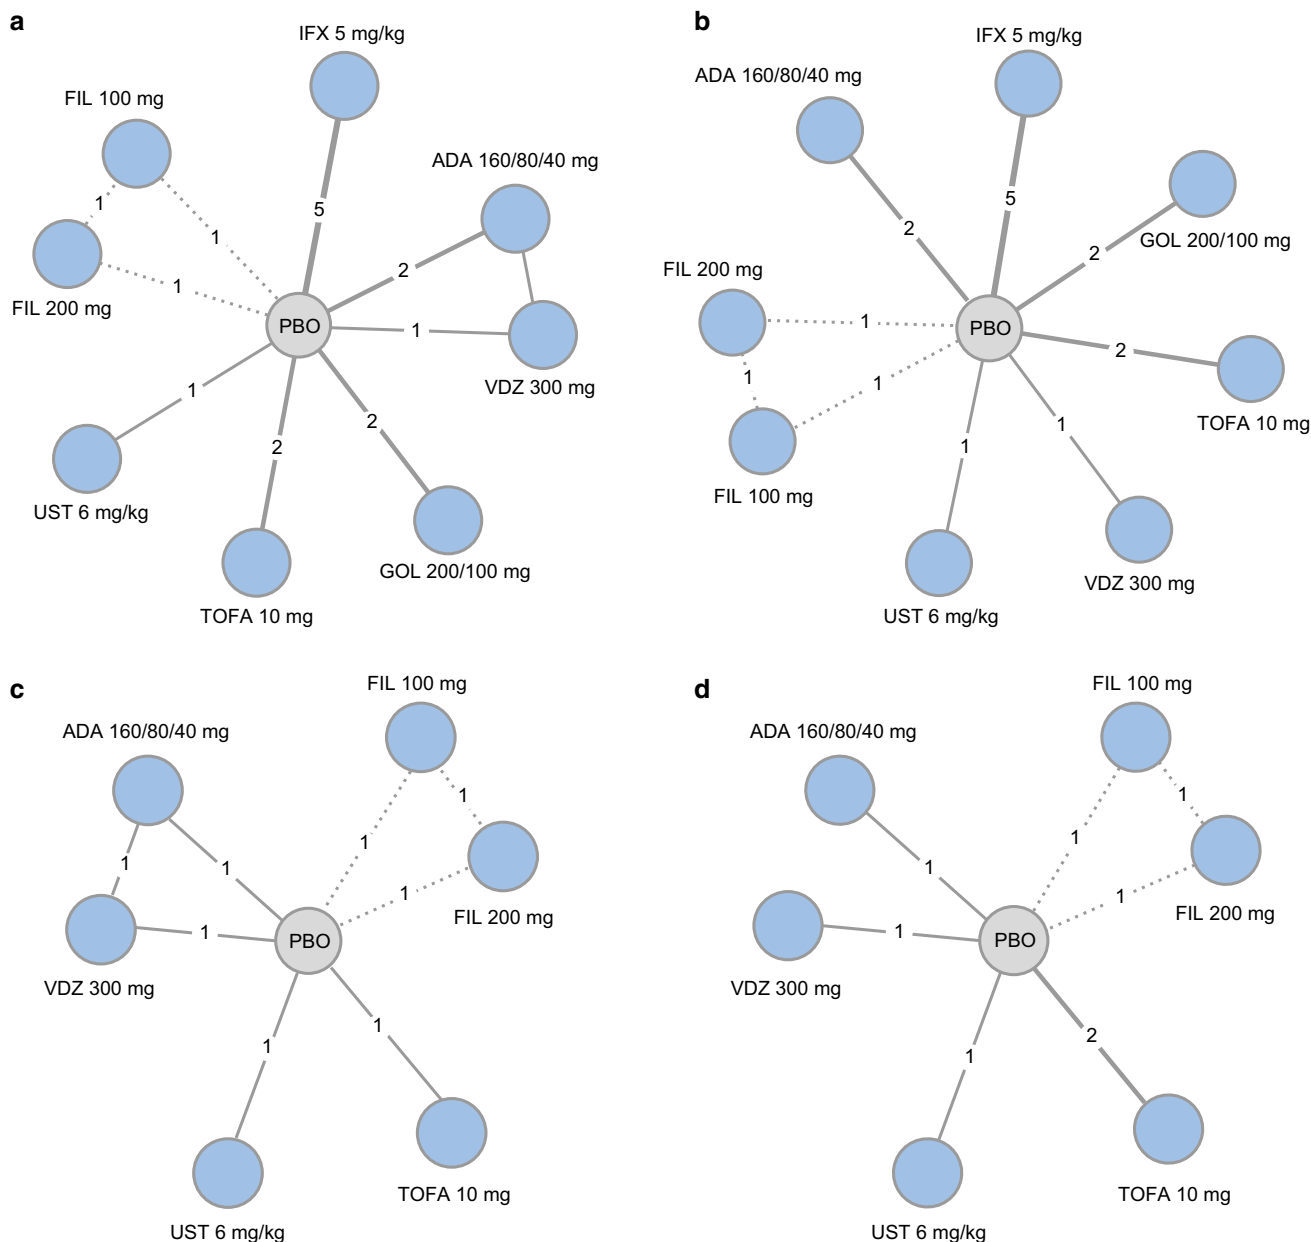 a
IFX 5 mg/kg
FIL 100 mg
ADA 160/80/40 mg
1
5
1
2
FIL 200 mg
1
PBO
1
VDZ 300 mg
1
2
2
UST 6 mg/kg
GOL 200/100 mg
TOFA 10 mg
b
IFX 5 mg/kg
ADA 160/80/40 mg
5
2
GOL 200/100 mg
2
FIL 200 mg
1
PBO
2
1
1
TOFA 10 mg
1
1
FIL 100 mg
VDZ 300 mg
UST 6 mg/kg
c
FIL 100 mg
ADA 160/80/40 mg
1
1
1
1
1
FIL 200 mg
1
PBO
VDZ 300 mg
1
1
TOFA 10 mg
UST 6 mg/kg
d
FIL 100 mg
ADA 160/80/40 mg
1
1
1
1
FIL 200 mg
1
PBO
VDZ 300 mg
2
1
TOFA 10 mg
UST 6 mg/kg